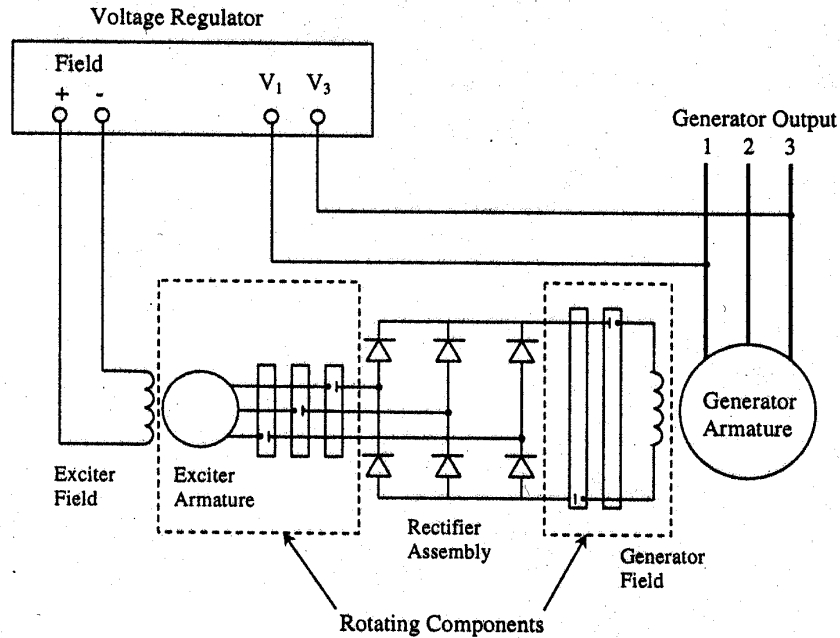 Voltage Regulator
Field
+ -
V₁ V₃
Generator Output
1 2 3
Generator
Armature
Exciter
Field
Exciter
Armature
Rectifier
Assembly
Generator
Field
Rotating Components